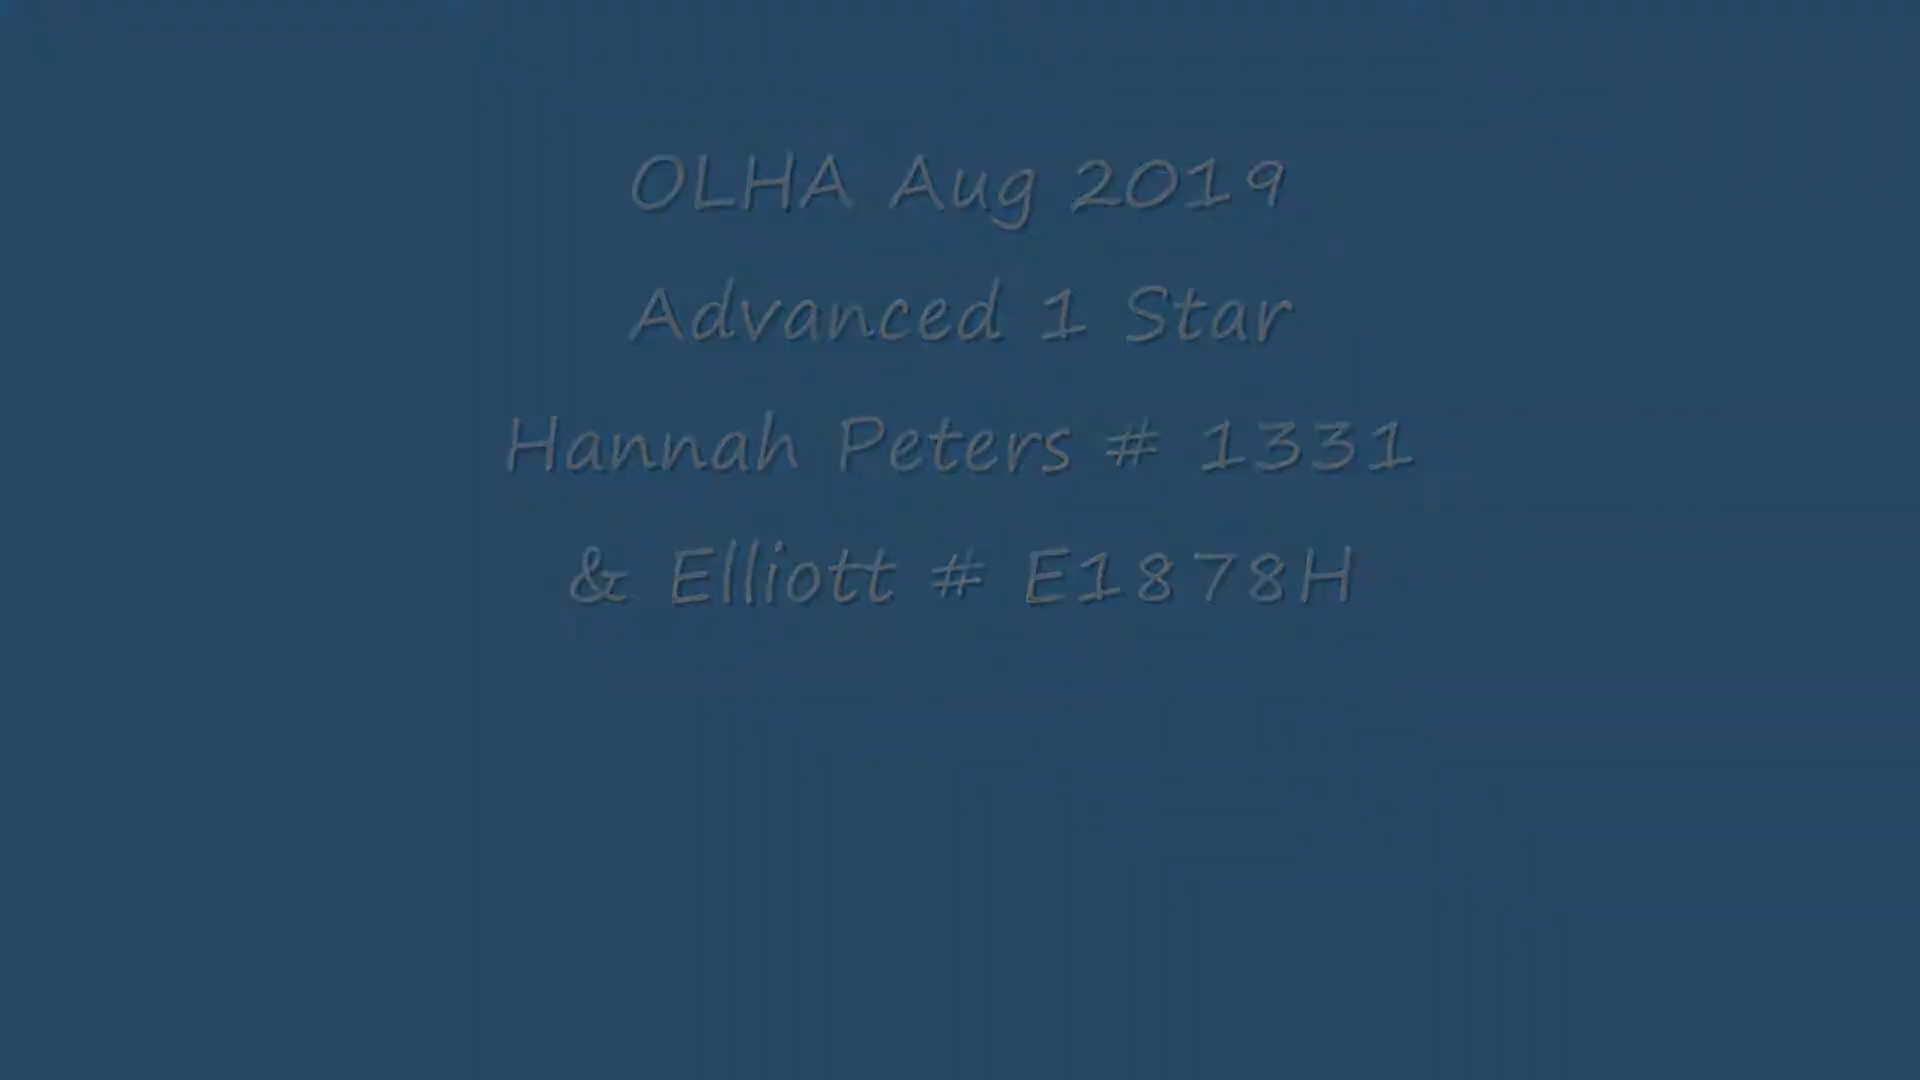 OLHA Aug 2019
Advanced 1 Star
Hannah Peters # 1331
& Elliott # E1878H